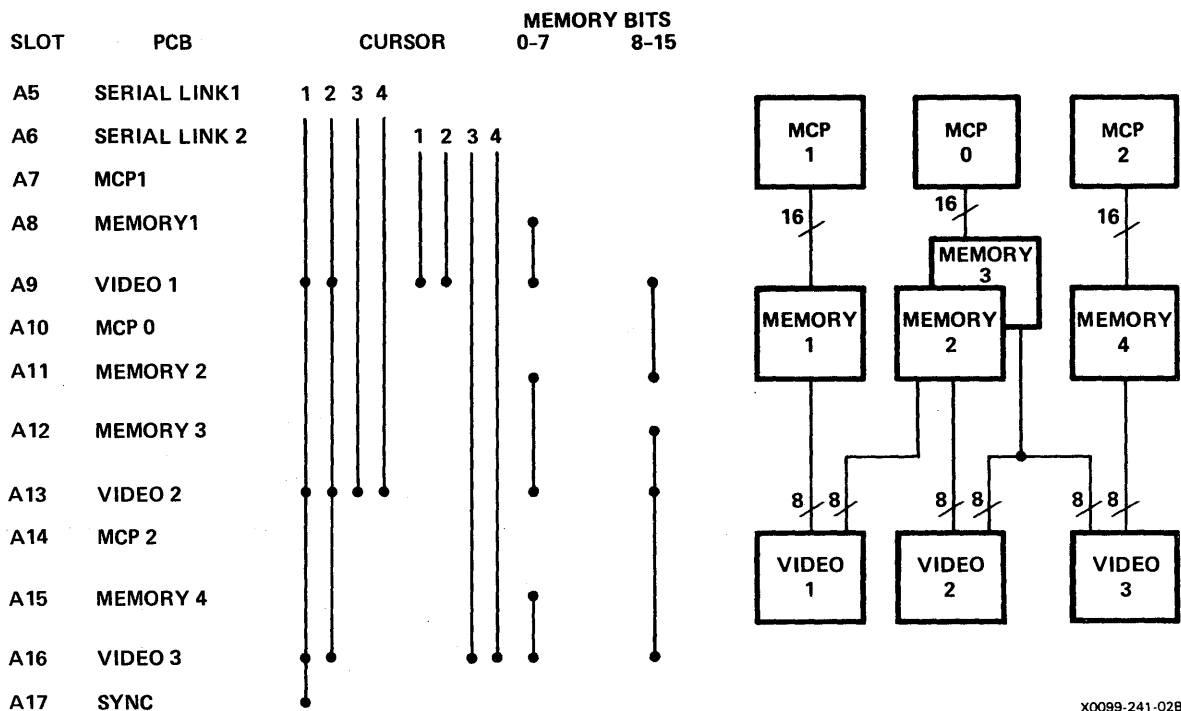 MEMORY BITS
SLOT PCB CURSOR 0-7 8-15
A5 SERIAL LINK1 1 2 3 4
A6 SERIAL LINK 2 1 2 3 4
A7 MCP1
A8 MEMORY1
A9 VIDEO 1
A10 MCP 0
A11 MEMORY 2
A12 MEMORY 3
A13 VIDEO 2
A14 MCP 2
A15 MEMORY 4
A16 VIDEO 3
A17 SYNC
MCP
1
MCP
0
MCP
2
16
16
16
MEMORY
3
MEMORY
1
MEMORY
2
MEMORY
4
8 8 8 8 8 8
VIDEO
1
VIDEO
2
VIDEO
3
X0099-241-02B